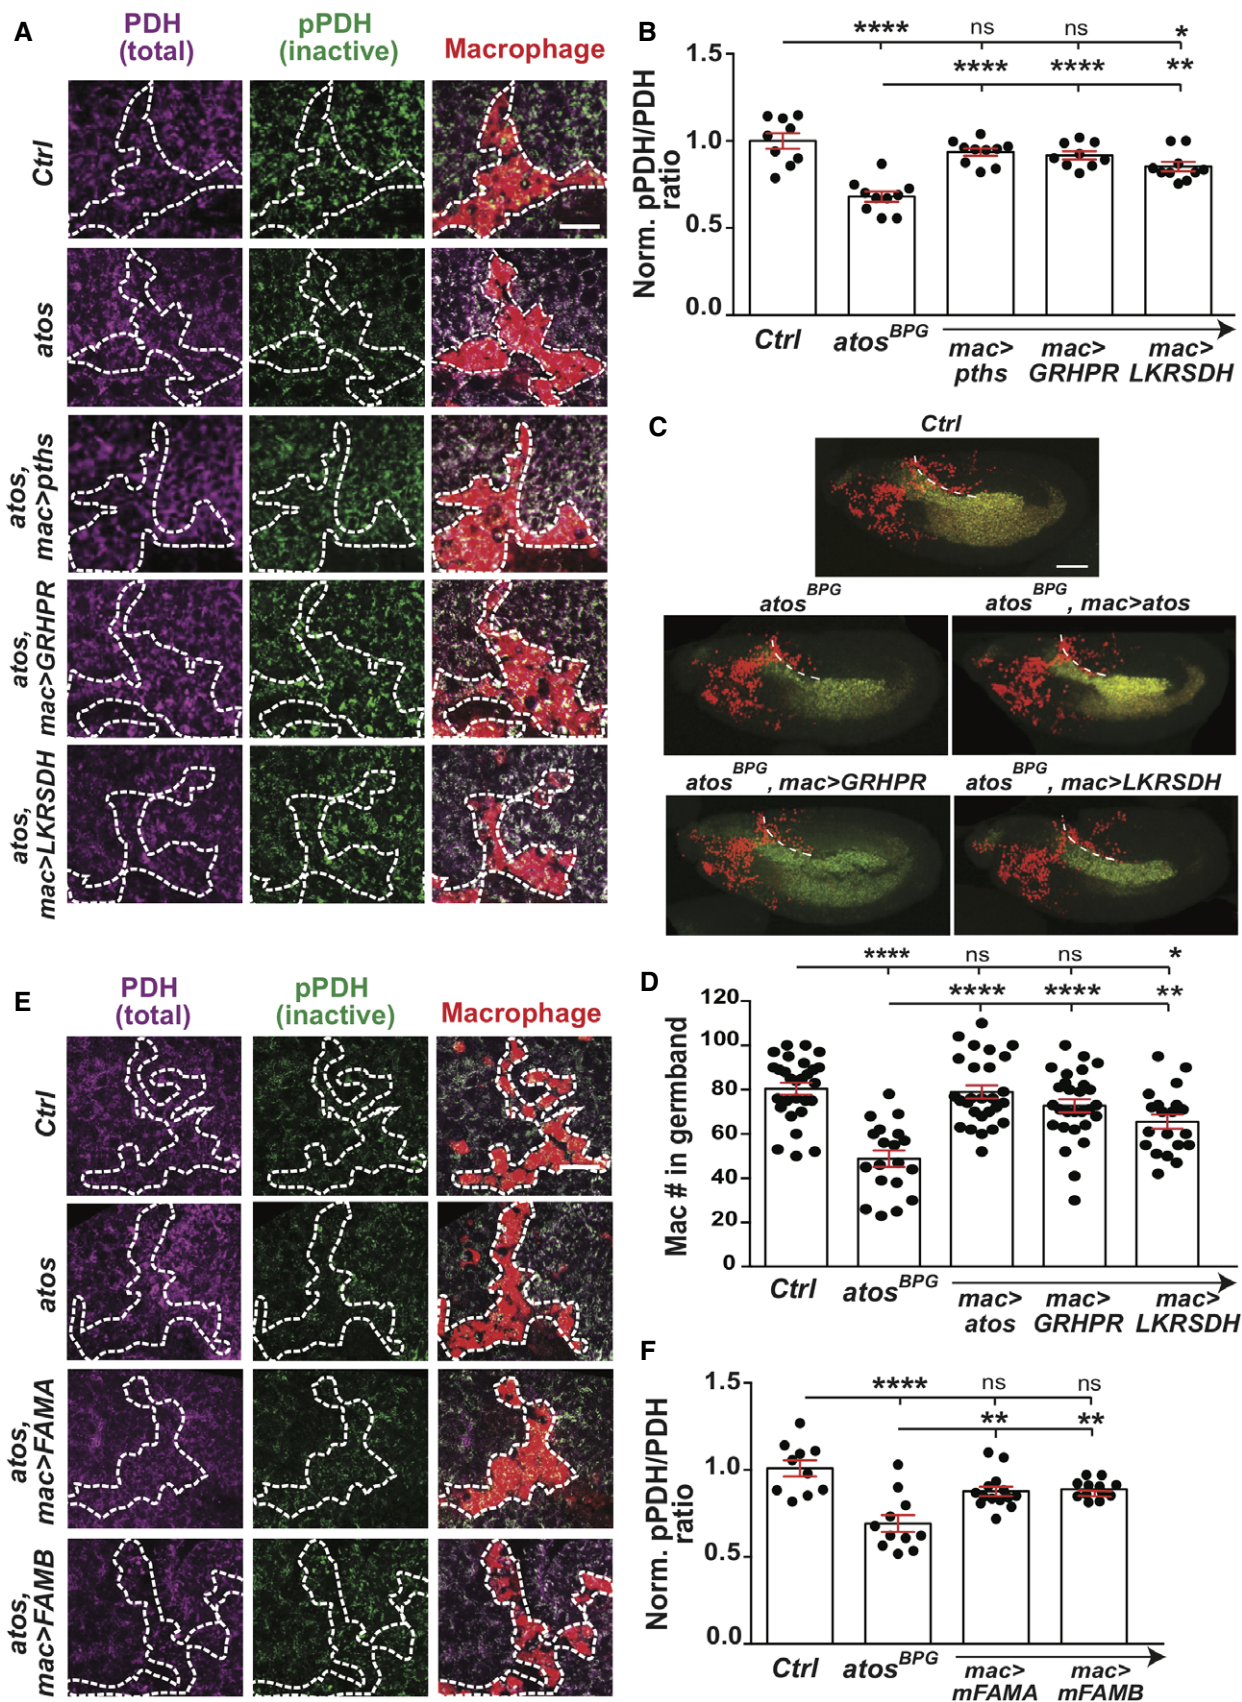 A
PDH
(total)
pPDH
(inactive)
Macrophage
Ctrl
atos
atos,
mac>pths
atos,
mac>GRHPR
atos,
mac>LKRSDH
B
Norm. pPDH/PDH
ratio
1.5
1.0
0.5
0.0
**** ns ns *
**** **** **
Ctrl
atosBPG
mac>
pths
mac>
GRHPR
mac>
LKRSDH
C
Ctrl
atosBPG
atosBPG, mac>atos
atosBPG, mac>GRHPR
atosBPG, mac>LKRSDH
D
Mac # in germband
120
100
80
60
40
20
0
**** ns ns *
**** **** **
Ctrl
atosBPG
mac>
atos
mac>
GRHPR
mac>
LKRSDH
E
PDH
(total)
pPDH
(inactive)
Macrophage
Ctrl
atos
atos,
mac>FAMA
atos,
mac>FAMB
F
Norm. pPDH/PDH
ratio
1.5
1.0
0.5
0.0
**** ns ns
** **
Ctrl
atosBPG
mac>
mFAMA
mac>
mFAMB